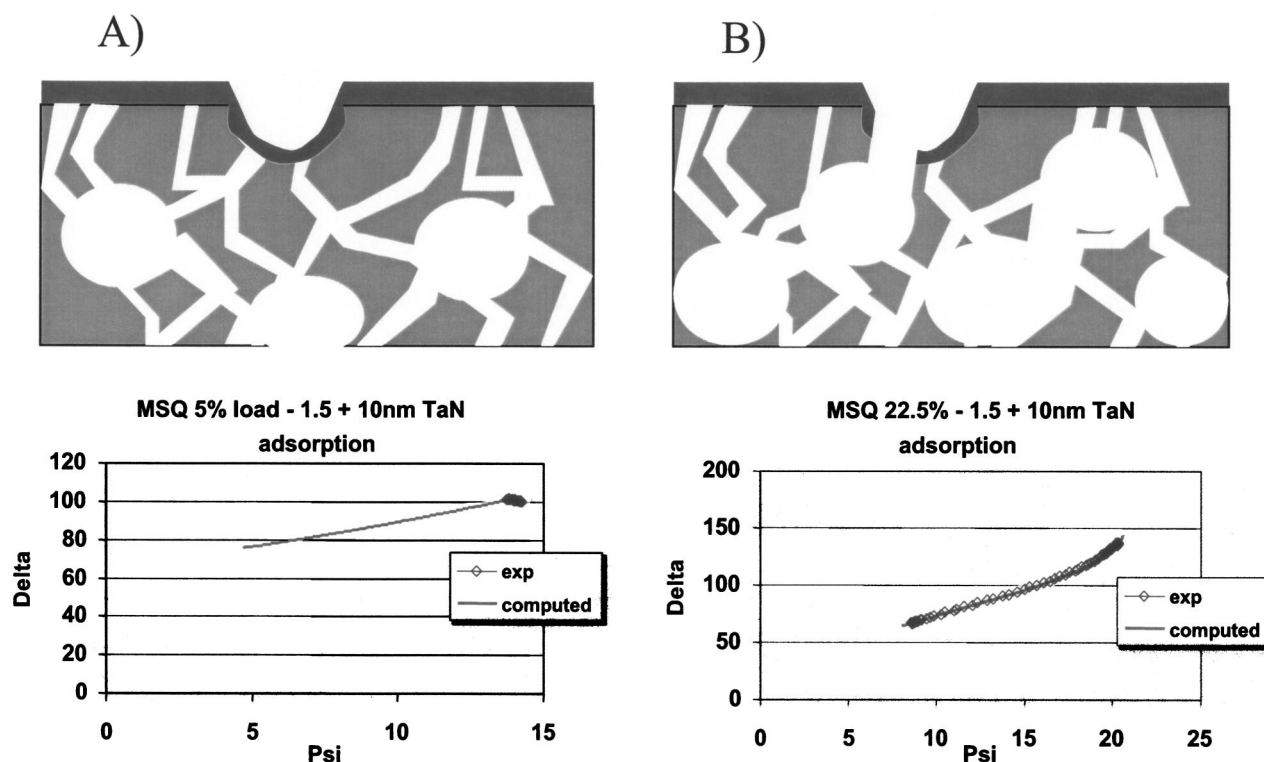 A)
B)
MSQ 5% load - 1.5 + 10nm TaN
adsorption
120
100
80
60
40
20
0
0
5
10
15
Delta
Psi
exp
computed
MSQ 22.5% - 1.5 + 10nm TaN
adsorption
200
150
100
50
0
0
5
10
15
20
25
Delta
Psi
exp
computed